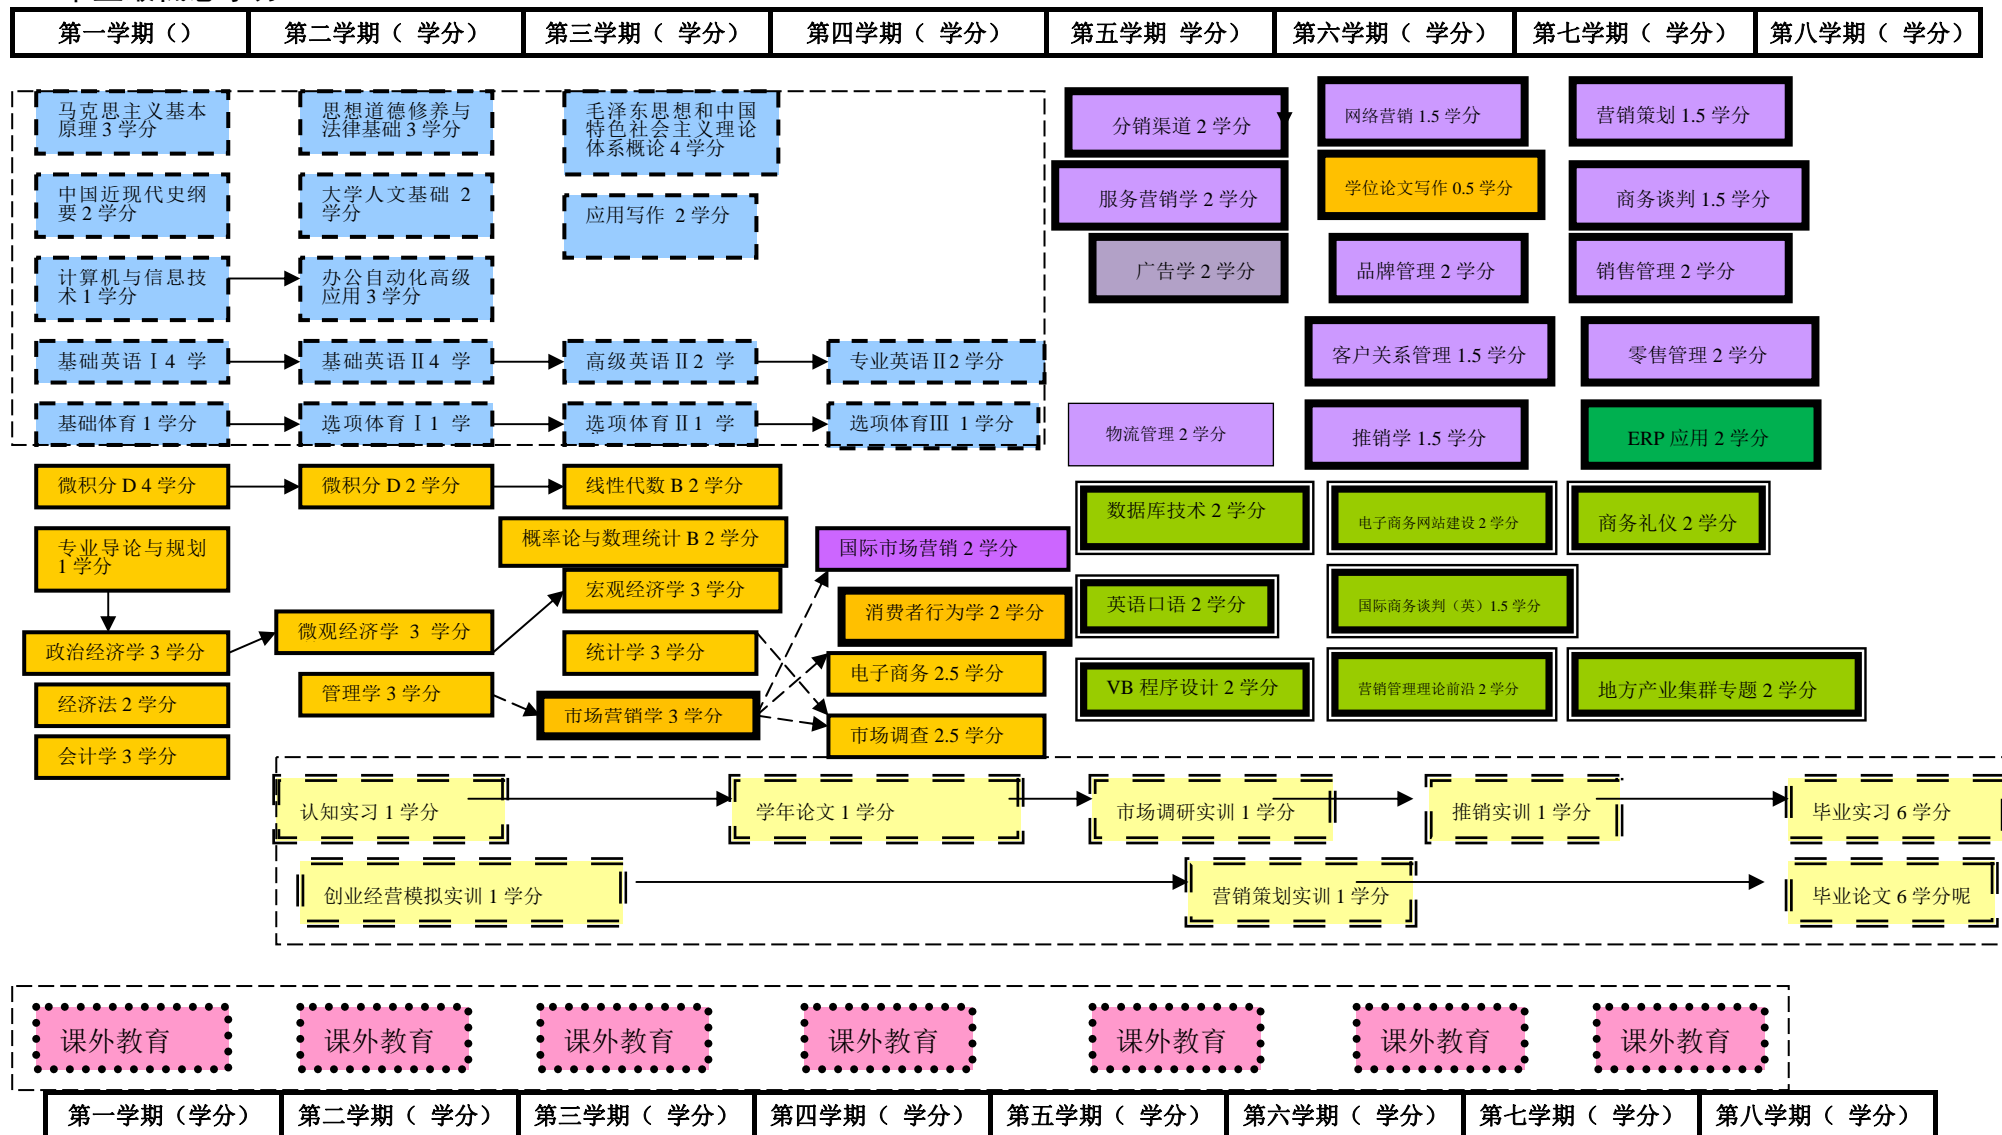 第一学期（）
第二学期（ 学分）
第三学期（ 学分）
第四学期（ 学分）
第五学期 学分）
第六学期（ 学分）
第七学期（ 学分）
第八学期（ 学分）
马克思主义基本
原理 3 学分
思想道德修养与
法律基础 3 学分
毛泽东思想和中国
特色社会主义理论
体系概论 4 学分
分销渠道 2 学分
网络营销 1.5 学分
营销策划 1.5 学分
中国近现代史纲
要 2 学分
大学人文基础 2
学分
应用写作 2 学分
服务营销学 2 学分
学位论文写作 0.5 学分
商务谈判 1.5 学分
计算机与信息技
术 1 学分
办公自动化高级
应用 3 学分
广告学 2 学分
品牌管理 2 学分
销售管理 2 学分
基础英语Ⅰ4 学
基础英语Ⅱ4 学
高级英语Ⅱ2 学
专业英语Ⅱ2 学分
客户关系管理 1.5 学分
零售管理 2 学分
基础体育 1 学分
选项体育Ⅰ1 学
选项体育Ⅱ1 学
选项体育Ⅲ 1 学分
物流管理 2 学分
推销学 1.5 学分
ERP 应用 2 学分
微积分 D 4 学分
微积分 D 2 学分
线性代数 B 2 学分
数据库技术 2 学分
电子商务网站建设 2 学分
商务礼仪 2 学分
专业导论与规划
1 学分
概率论与数理统计 B 2 学分
国际市场营销 2 学分
宏观经济学 3 学分
消费者行为学 2 学分
英语口语 2 学分
国际商务谈判（英）1.5 学分
政治经济学 3 学分
微观经济学 3 学分
统计学 3 学分
电子商务 2.5 学分
经济法 2 学分
管理学 3 学分
市场营销学 3 学分
市场调查 2.5 学分
VB 程序设计 2 学分
营销管理理论前沿 2 学分
地方产业集群专题 2 学分
会计学 3 学分
认知实习 1 学分
学年论文 1 学分
市场调研实训 1 学分
推销实训 1 学分
毕业实习 6 学分
创业经营模拟实训 1 学分
营销策划实训 1 学分
毕业论文 6 学分呢
课外教育
课外教育
课外教育
课外教育
课外教育
课外教育
课外教育
第一学期（学分）
第二学期（ 学分）
第三学期（ 学分）
第四学期（ 学分）
第五学期（ 学分）
第六学期（ 学分）
第七学期（ 学分）
第八学期（ 学分）